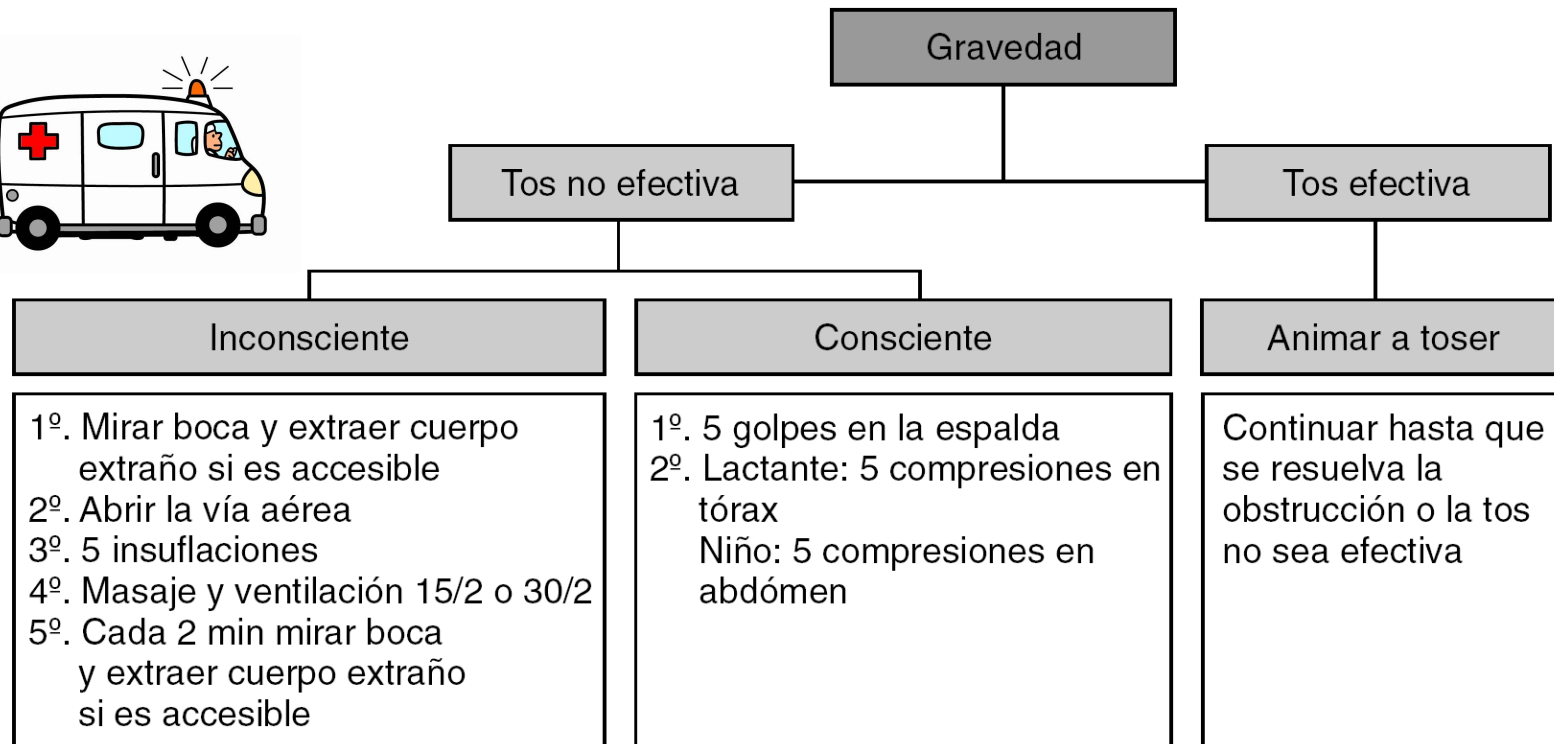 Gravedad
Tos no efectiva
Tos efectiva
Inconsciente
Consciente
Animar a toser
1º. Mirar boca y extraer cuerpo
extraño si es accesible
2º. Abrir la vía aérea
3º. 5 insuflaciones
4º. Masaje y ventilación 15/2 o 30/2
5º. Cada 2 min mirar boca
y extraer cuerpo extraño
si es accesible
1º. 5 golpes en la espalda
2º. Lactante: 5 compresiones en
tórax
Niño: 5 compresiones en
abdómen
Continuar hasta que
se resuelva la
obstrucción o la tos
no sea efectiva